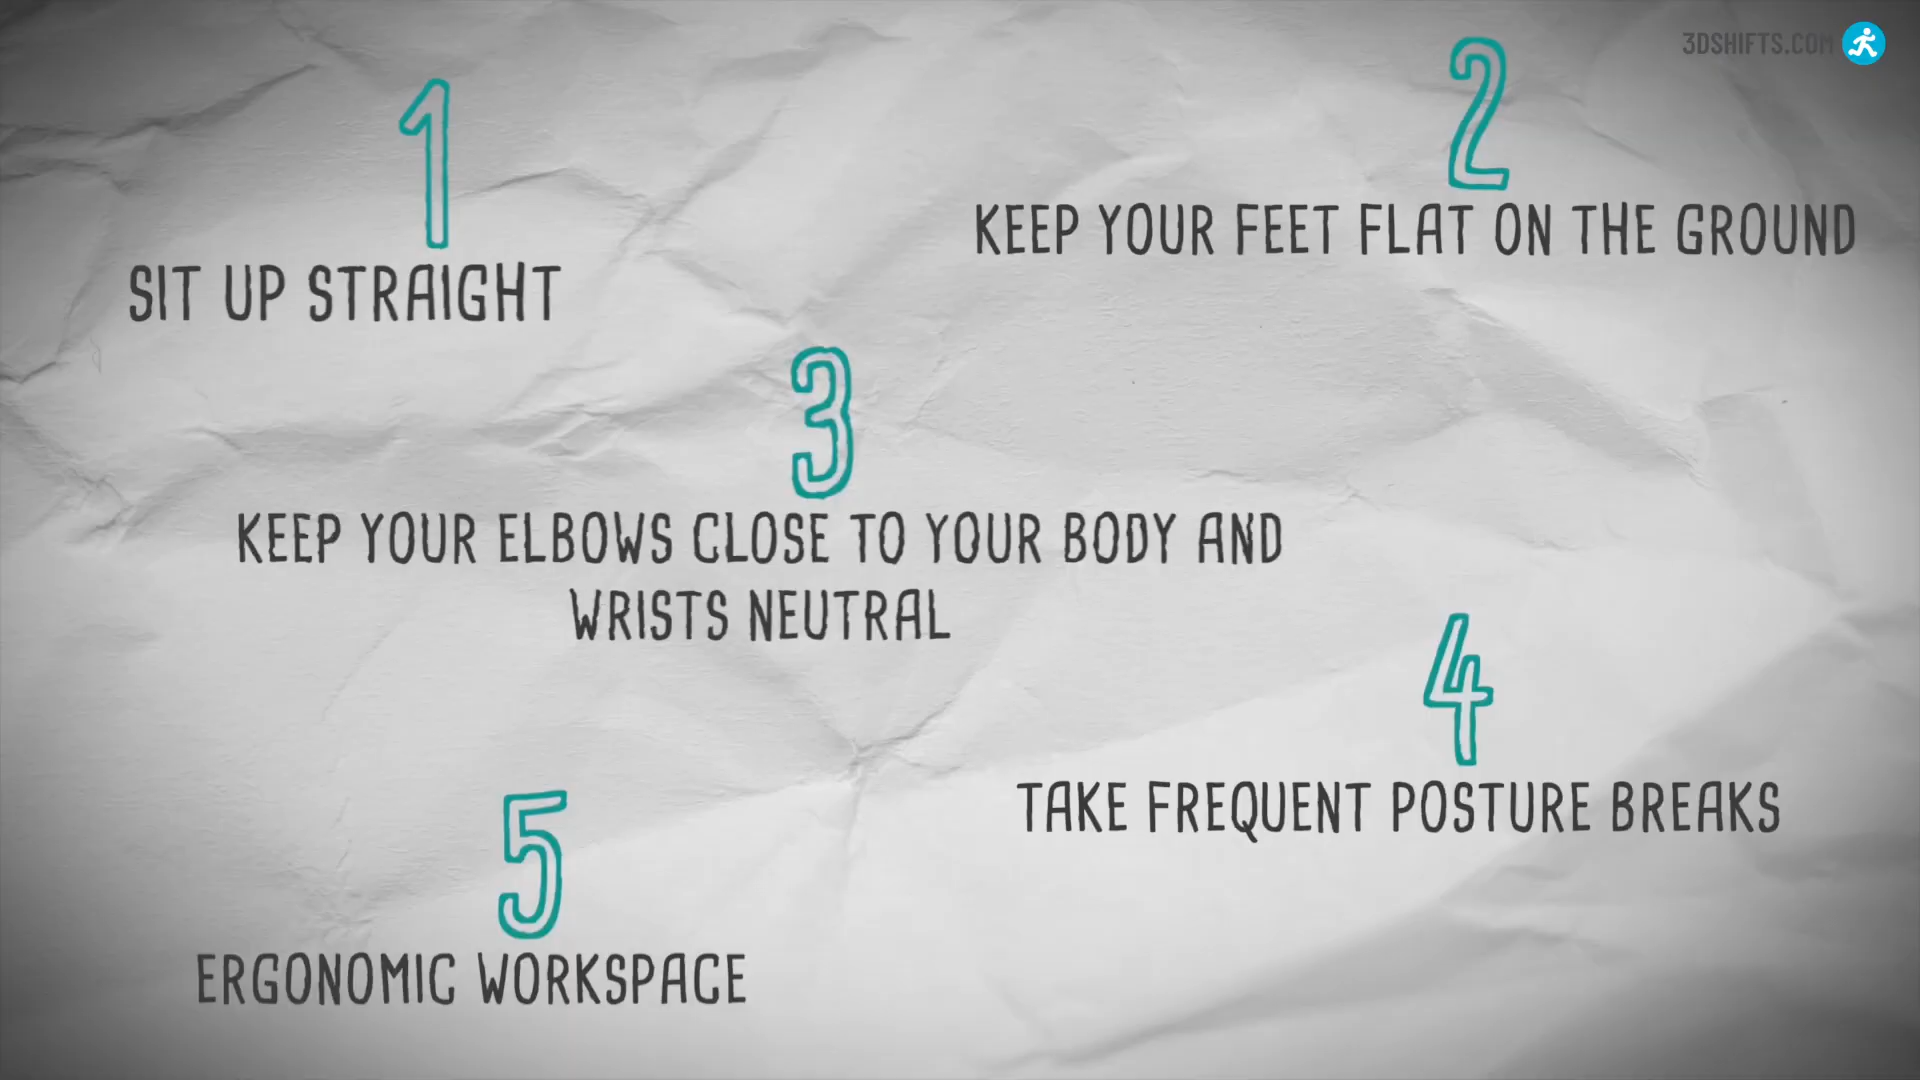 3DSHIFTS.COM
1
SIT UP STRAIGHT
2
KEEP YOUR FEET FLAT ON THE GROUND
3
KEEP YOUR ELBOWS CLOSE TO YOUR BODY AND
WRISTS NEUTRAL
4
TAKE FREQUENT POSTURE BREAKS
5
ERGONOMIC WORKSPACE